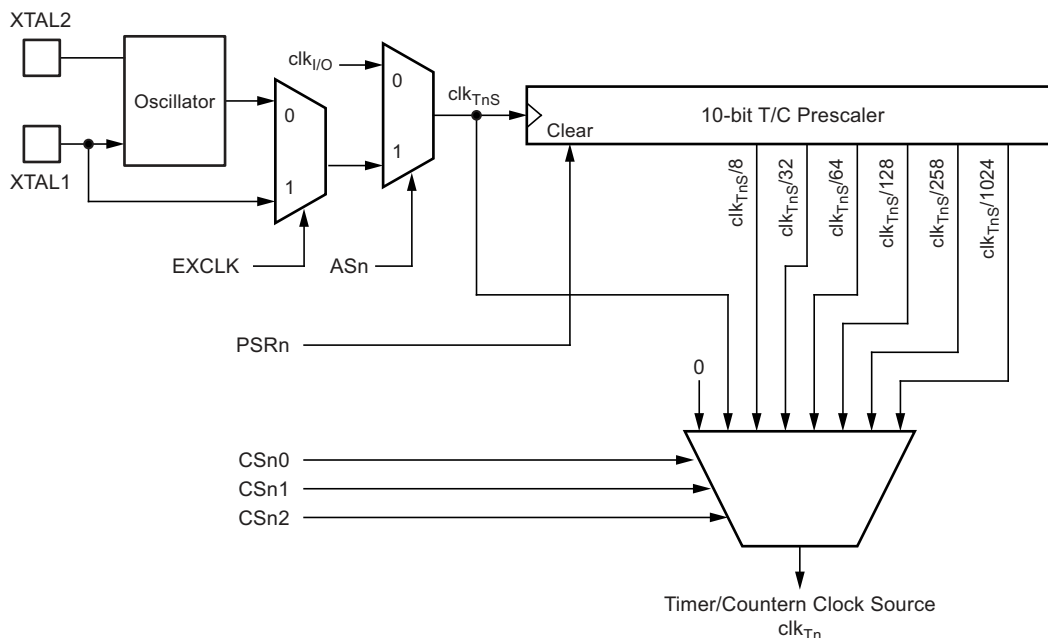 XTAL2
XTAL1
Oscillator
0
1
EXCLK
clkI/O
0
1
ASn
clkTnS
10-bit T/C Prescaler
Clear
clkTnS/8
clkTnS/32
clkTnS/64
clkTnS/128
clkTnS/258
clkTnS/1024
PSRn
0
CSn0
CSn1
CSn2
Timer/Countern Clock Source
clkTn